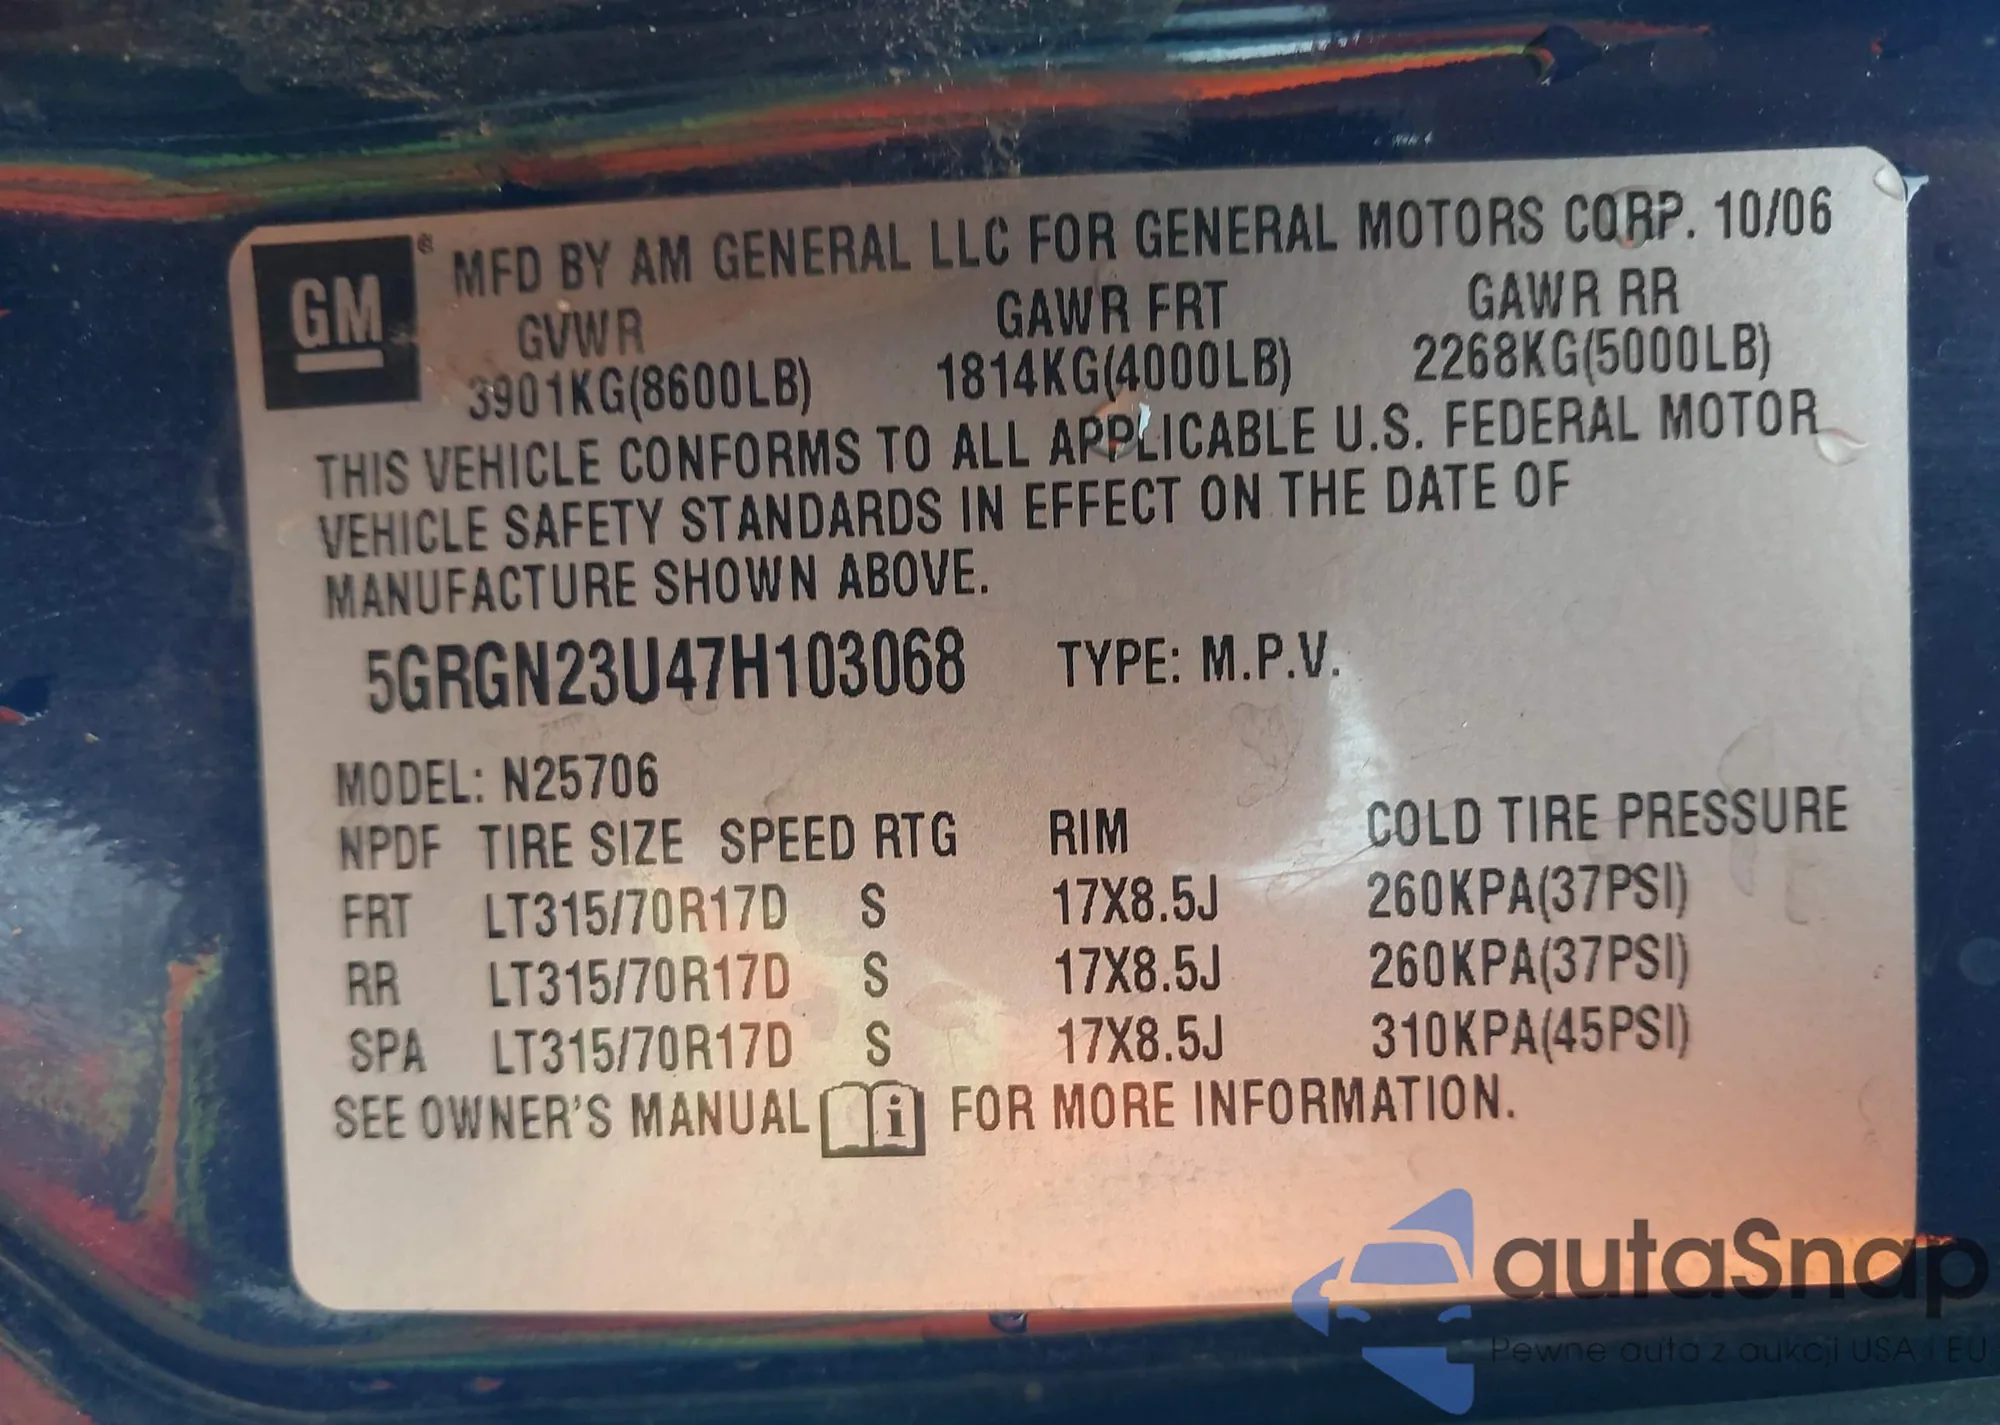 GM® MFD BY AM GENERAL LLC FOR GENERAL MOTORS CORP. 10/06
GVWR GAWR FRT GAWR RR
3901KG(8600LB) 1814KG(4000LB) 2268KG(5000LB)
THIS VEHICLE CONFORMS TO ALL APPLICABLE U.S. FEDERAL MOTOR
VEHICLE SAFETY STANDARDS IN EFFECT ON THE DATE OF
MANUFACTURE SHOWN ABOVE.
5GRGN23U47H103068 TYPE: M.P.V.
MODEL: N25706
NPDF TIRE SIZE SPEED RTG RIM COLD TIRE PRESSURE
FRT LT315/70R17D S 17X8.5J 260KPA(37PSI)
RR LT315/70R17D S 17X8.5J 260KPA(37PSI)
SPA LT315/70R17D S 17X8.5J 310KPA(45PSI)
SEE OWNER'S MANUAL i FOR MORE INFORMATION.
autaSnap
Pewne auta z aukcji USA i EU